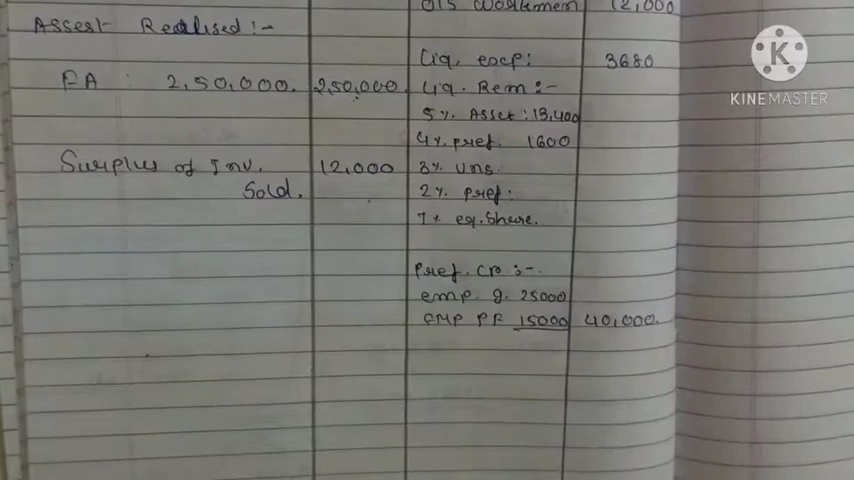 O/S Workmen 12,000
Assest Realised :-
Liq. exp: 3680
FA : 2,50,000. 2,50,000
Liq. Rem :-
5% Asset : 13,400
4% pref. 1600
Surplus of Inv. 12,000
3% Uns.
Sold.
2% Pref:
1% eq. Share.
Pref. Cr :-
emp. g. 25000
EMP PF 15000 40,000.
K
KINEMASTER